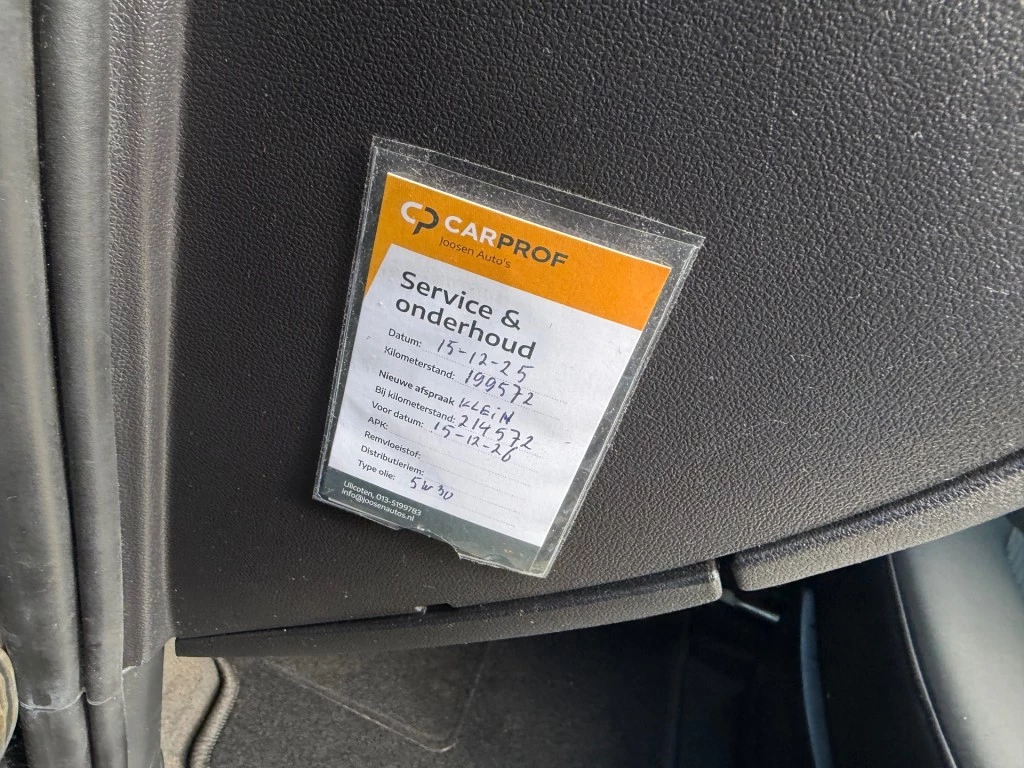 CP CARPROF
Joosen Auto's
Service &
onderhoud
Datum: 15-12-25
Kilometerstand: 199572
Nieuwe afspraak KLEIN
Bij kilometerstand: 214572
Voor datum: 15-12-26
APK:
Remvloeistof:
Distributieriem:
Type olie: 5W30
Ulicoten, 013-5199783
info@joosenautos.nl